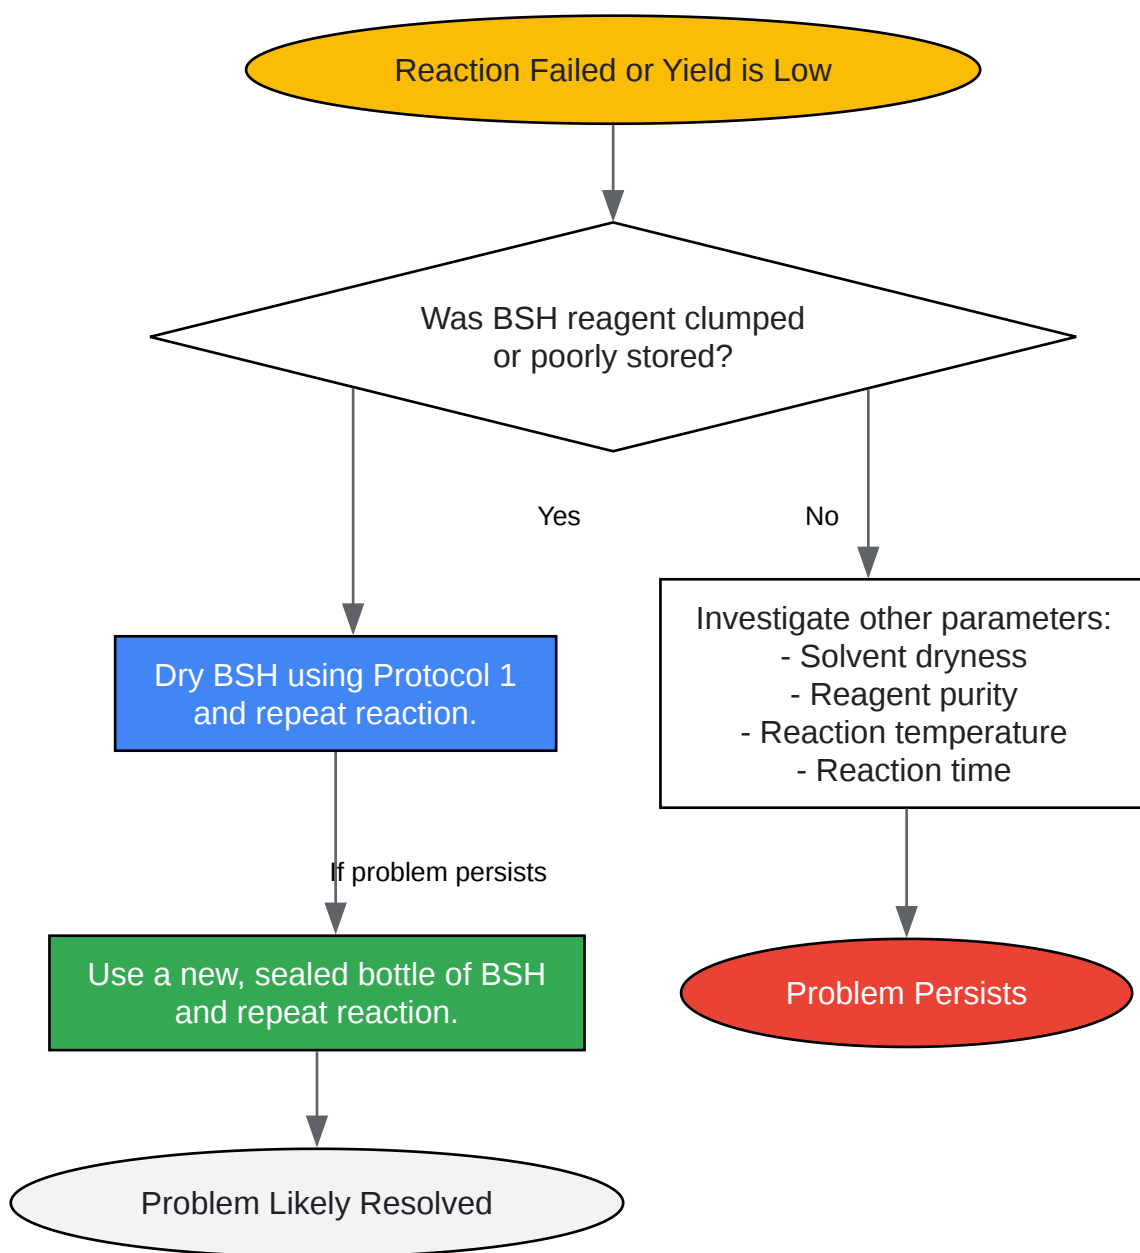 Reaction Failed or Yield is Low
Was BSH reagent clumped
or poorly stored?
Yes
No
Dry BSH using Protocol 1
and repeat reaction.
Investigate other parameters:
- Solvent dryness
- Reagent purity
- Reaction temperature
- Reaction time
If problem persists
Use a new, sealed bottle of BSH
and repeat reaction.
Problem Persists
Problem Likely Resolved